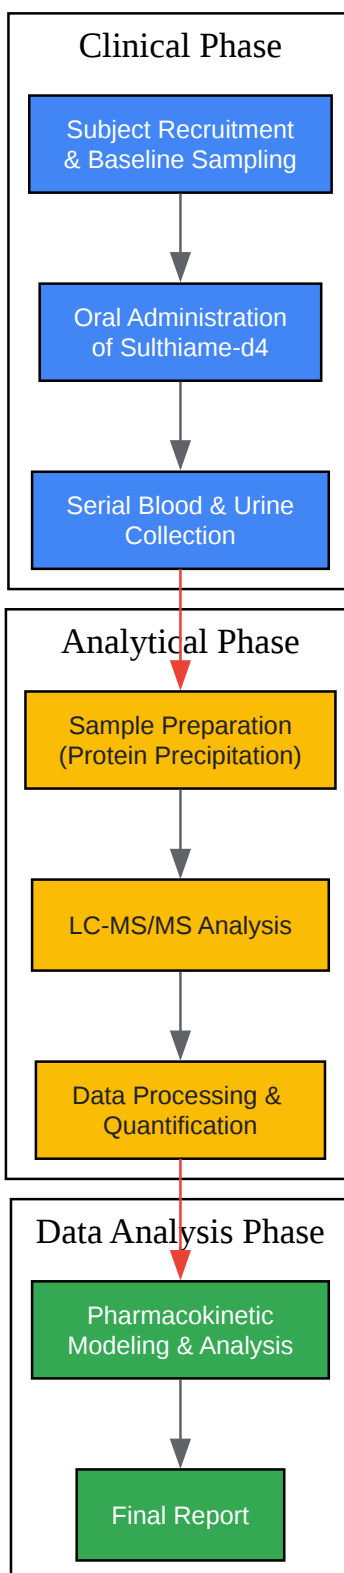 Clinical Phase
Subject Recruitment
& Baseline Sampling
Oral Administration
of Sulthiame-d4
Serial Blood & Urine
Collection
Analytical Phase
Sample Preparation
(Protein Precipitation)
LC-MS/MS Analysis
Data Processing &
Quantification
Data Analysis Phase
Pharmacokinetic
Modeling & Analysis
Final Report